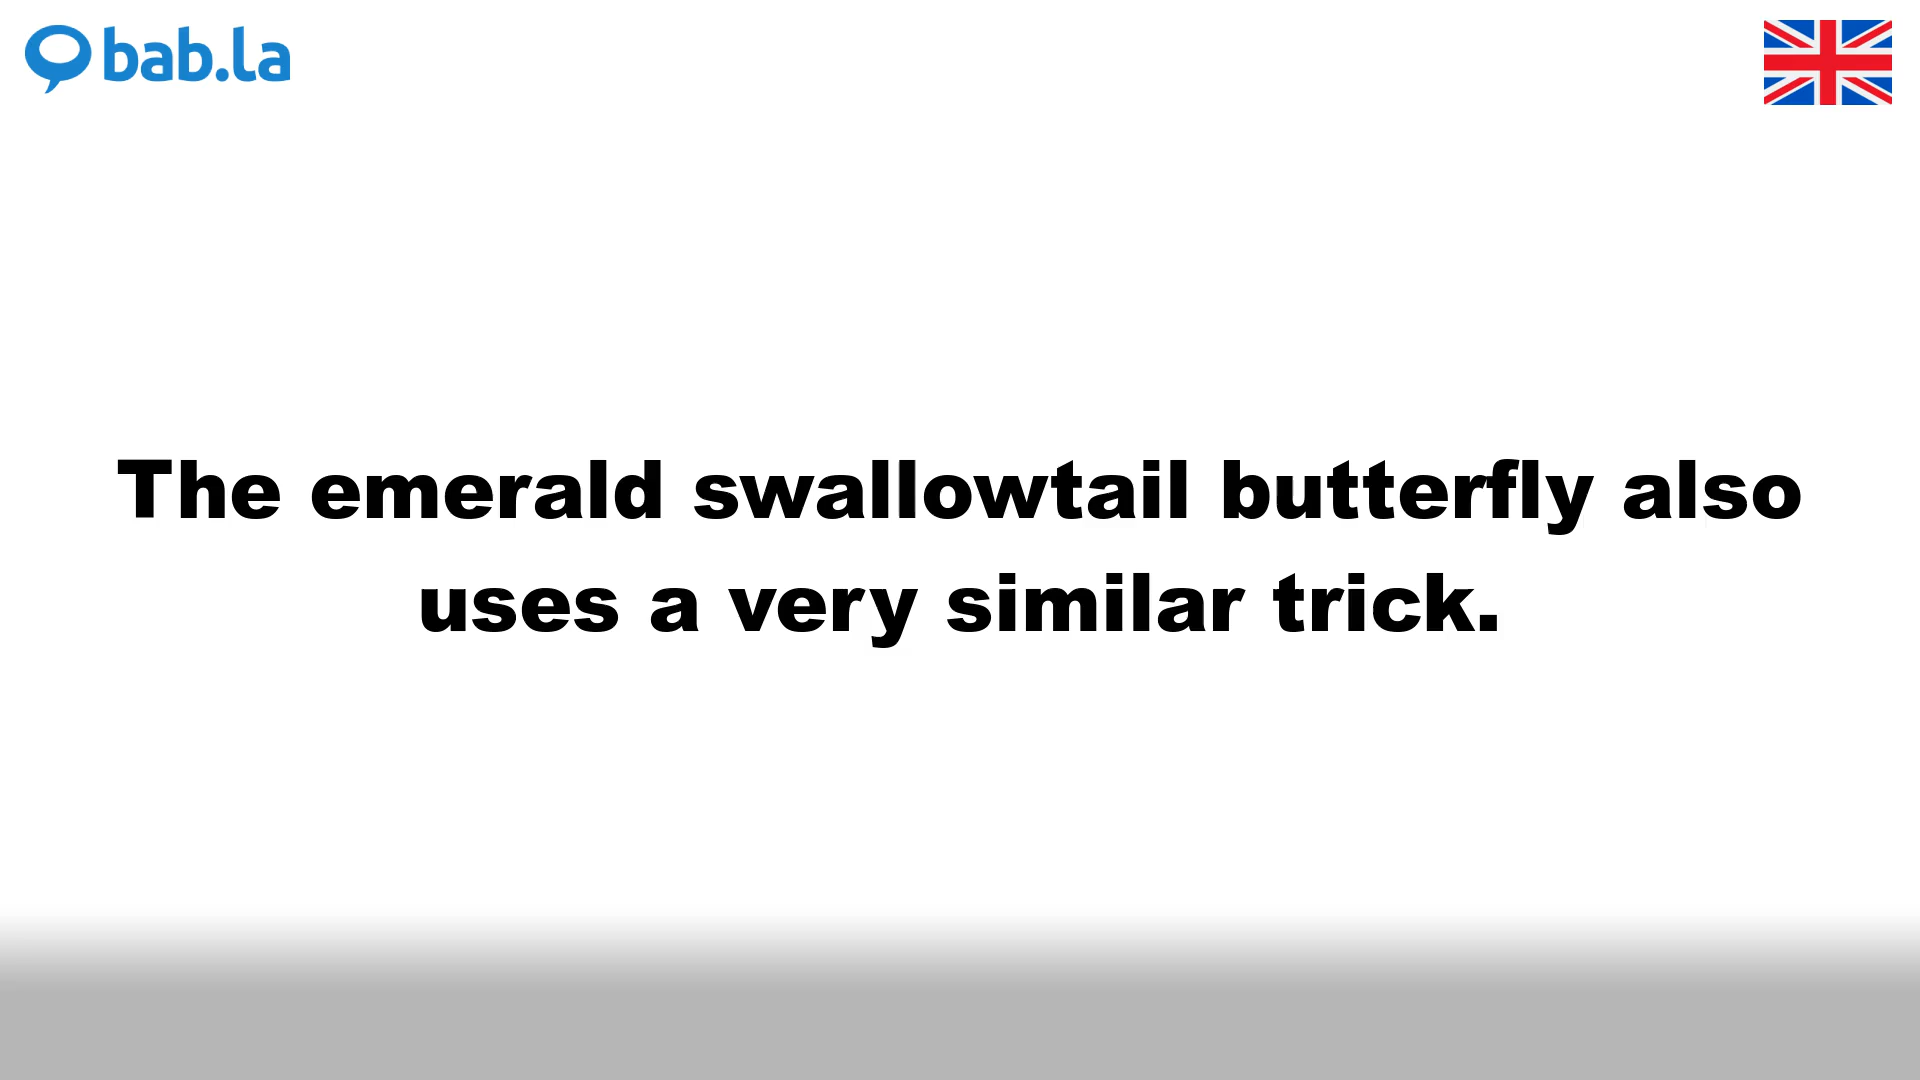 bab.la
The emerald swallowtail butterfly also
uses a very similar trick.